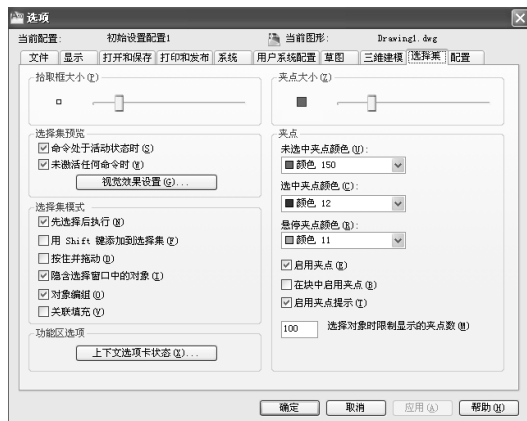 选项
当前配置: 初始设置配置1 当前图形: Drawing1.dwg
文件 显示 打开和保存 打印和发布 系统 用户系统配置 草图 三维建模 选择集 配置
拾取框大小(P)
夹点大小(Z)
选择集预览
命令处于活动状态时(S)
未激活任何命令时(W)
视觉效果设置(G)...
选择集模式
先选择后执行(N)
用 Shift 键添加到选择集(F)
按住并拖动(D)
隐含选择窗口中的对象(I)
对象编组(O)
关联填充(V)
功能区选项
上下文选项卡状态(X)...
夹点
未选中夹点颜色(U):
颜色 150
选中夹点颜色(C):
颜色 12
悬停夹点颜色(R):
颜色 11
启用夹点(E)
在块中启用夹点(B)
启用夹点提示(T)
100 选择对象时限制显示的夹点数(M)
确定 取消 应用(A) 帮助(H)